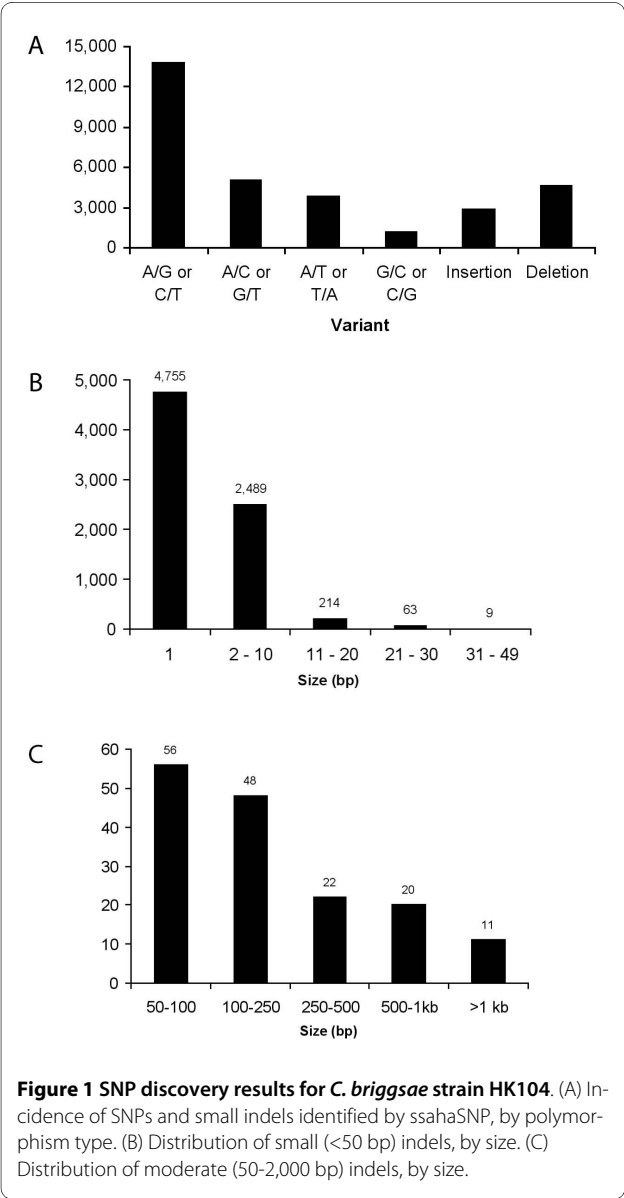 A
15,000
12,000
9,000
6,000
3,000
0
A/G or A/C or A/T or G/C or Insertion Deletion
C/T G/T T/A C/G
Variant
B
5,000
4,000
3,000
2,000
1,000
0
4,755
2,489
214
63
9
1 2 - 10 11 - 20 21 - 30 31 - 49
Size (bp)
C
60
50
40
30
20
10
0
56
48
22
20
11
50-100 100-250 250-500 500-1kb >1 kb
Size (bp)
Figure 1 SNP discovery results for C. briggsae strain HK104. (A) In-
cidence of SNPs and small indels identified by ssahaSNP, by polymor-
phism type. (B) Distribution of small (<50 bp) indels, by size. (C)
Distribution of moderate (50-2,000 bp) indels, by size.